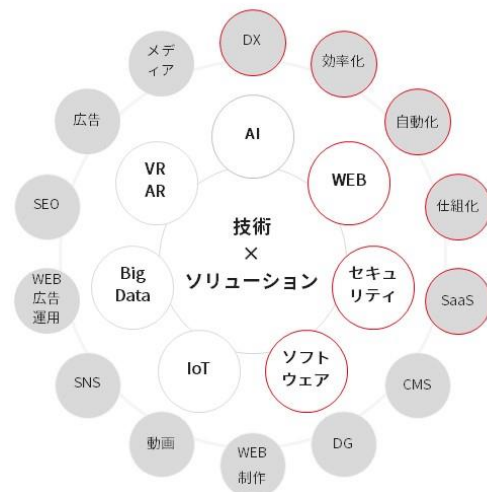 DX
効率化
自動化
仕組化
SaaS
CMS
DG
WEB
制作
動画
SNS
WEB
広告
運用
SEO
広告
メデ
ィア
AI
WEB
セキュ
リティ
ソフト
ウェア
IoT
Big
Data
VR
AR
技術
×
ソリューション